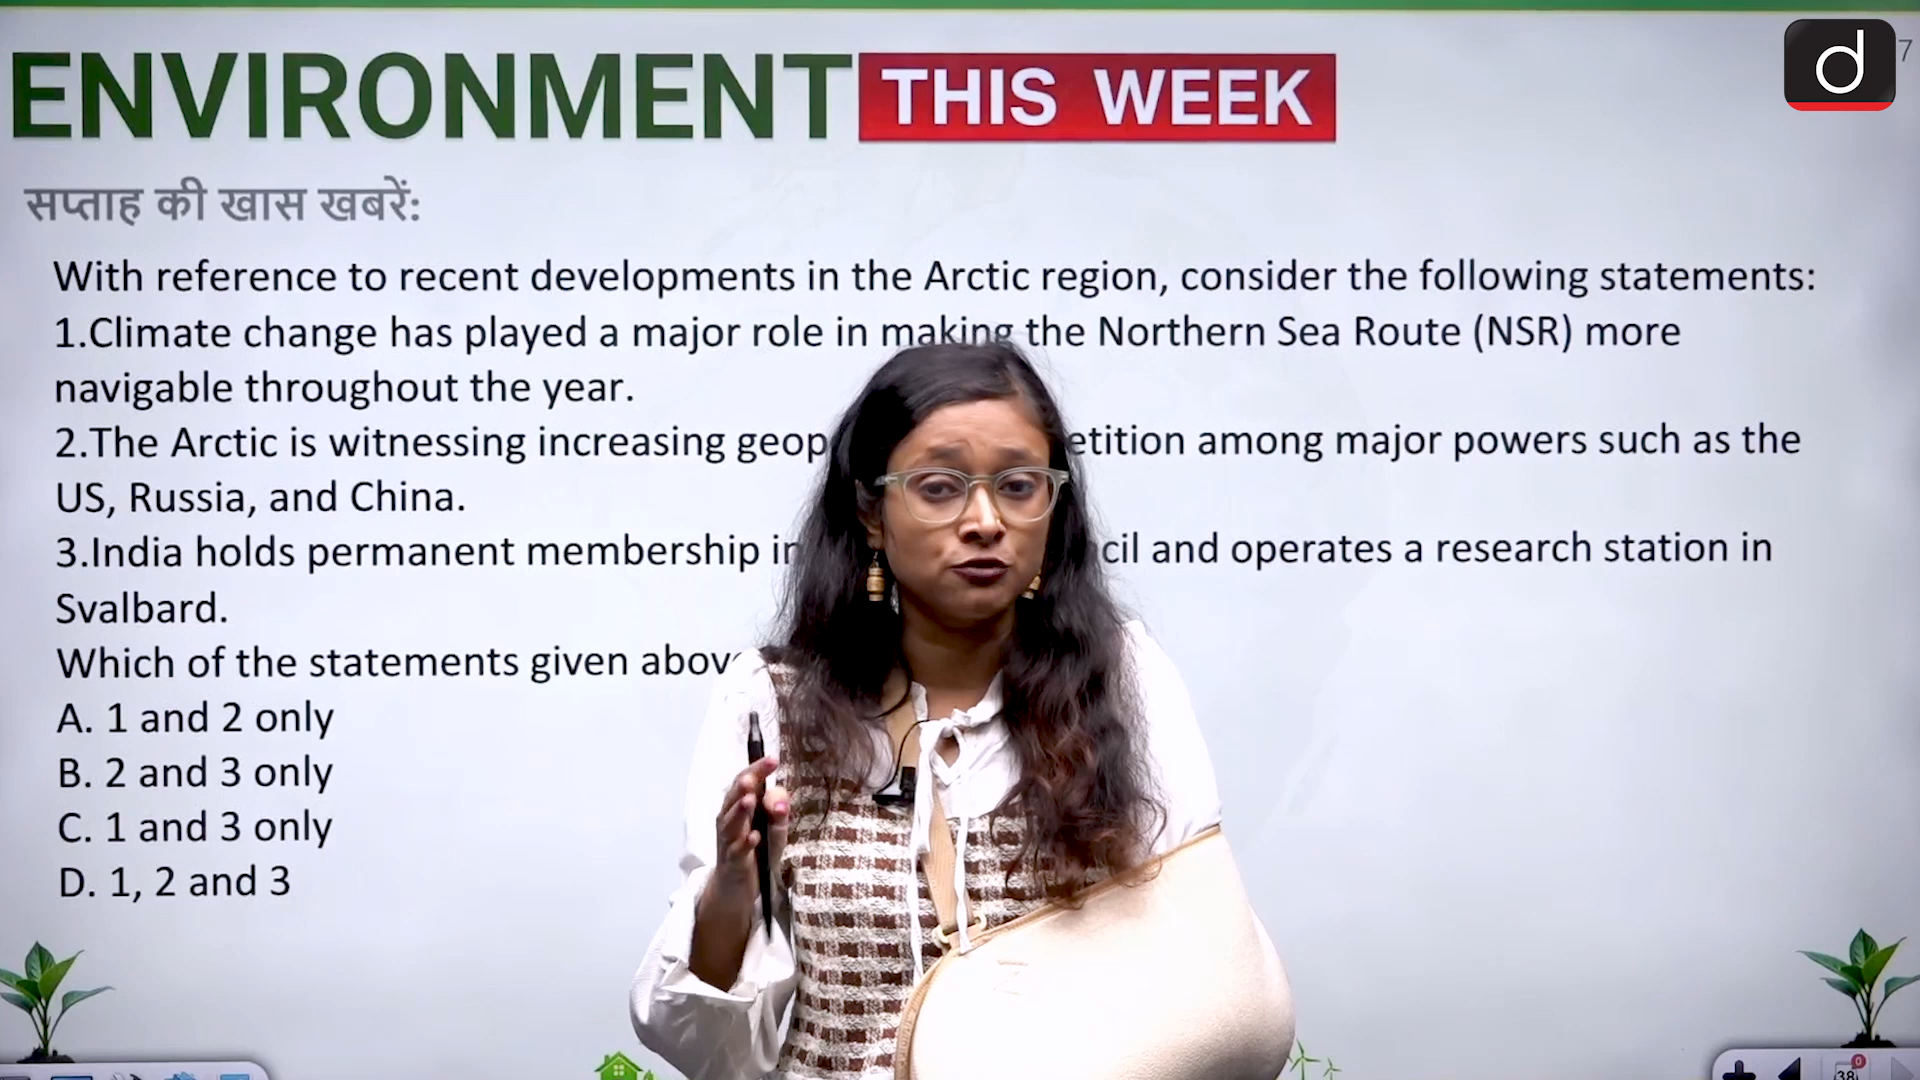 ENVIRONMENT THIS WEEK
d
7
सप्ताह की खास खबरें:
With reference to recent developments in the Arctic region, consider the following statements:
1.Climate change has played a major role in making the Northern Sea Route (NSR) more
navigable throughout the year.
2.The Arctic is witnessing increasing among major powers such as the
US, Russia, and China.
3.India holds permanent membership and operates a research station in
Svalbard.
Which of the statements given
A. 1 and 2 only
B. 2 and 3 only
C. 1 and 3 only
D. 1, 2 and 3
0
38